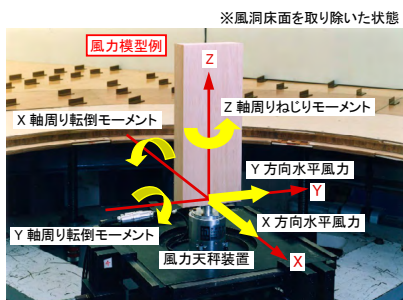 ※風洞床面を取り除いた状態
風力模型例
Z
Z 軸周りねじりモーメント
X 軸周り転倒モーメント
Y 方向水平風力
Y
X 方向水平風力
Y 軸周り転倒モーメント
風力天秤装置
X